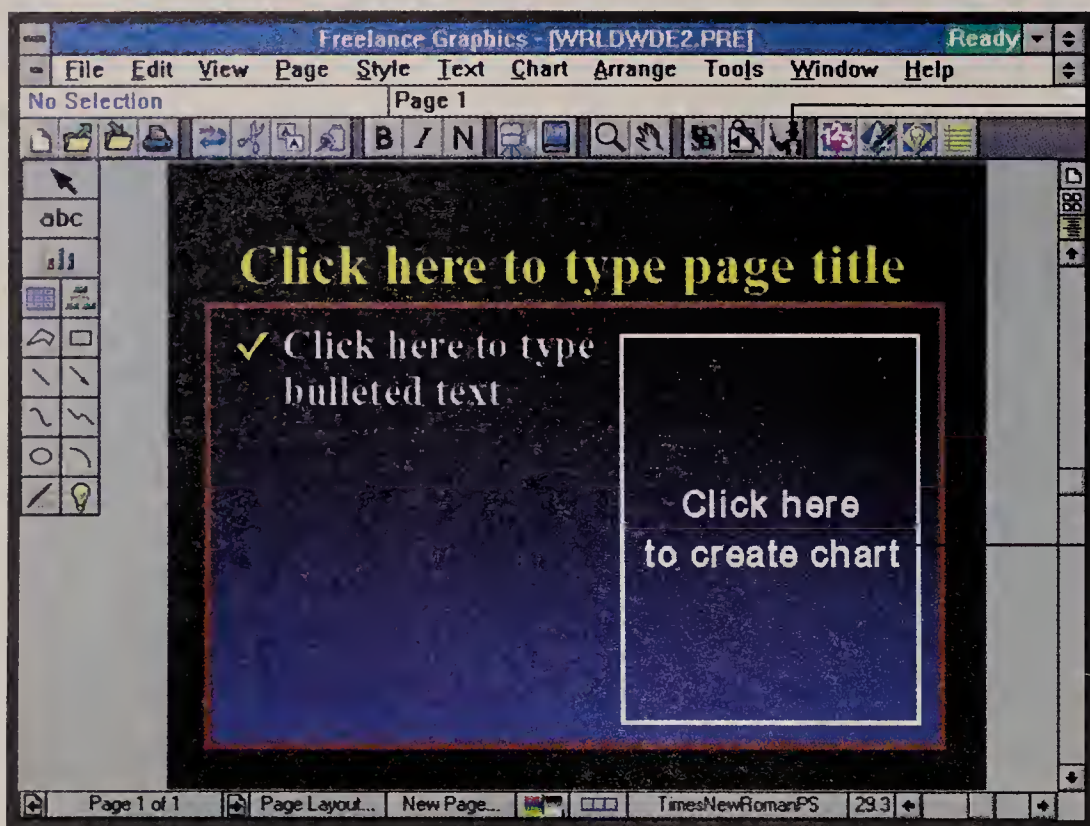 Freelance Graphics - [WRLDWDE2.PRE] Ready
File Edit View Page Style Text Chart Arrange Tools Window Help
No Selection Page 1
B I N 123
abc
Click here to type page title
Click here to type
bulleted text
Click here
to create chart
Page 1 of 1 Page Layout... New Page... TimesNewRomanPS 29.3